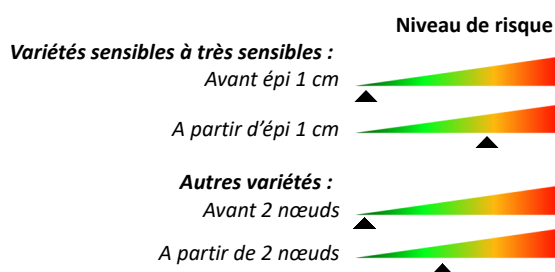 Niveau de risque
Variétés sensibles à très sensibles :
Avant épi 1 cm
A partir d'épi 1 cm
Autres variétés :
Avant 2 nœuds
A partir de 2 nœuds